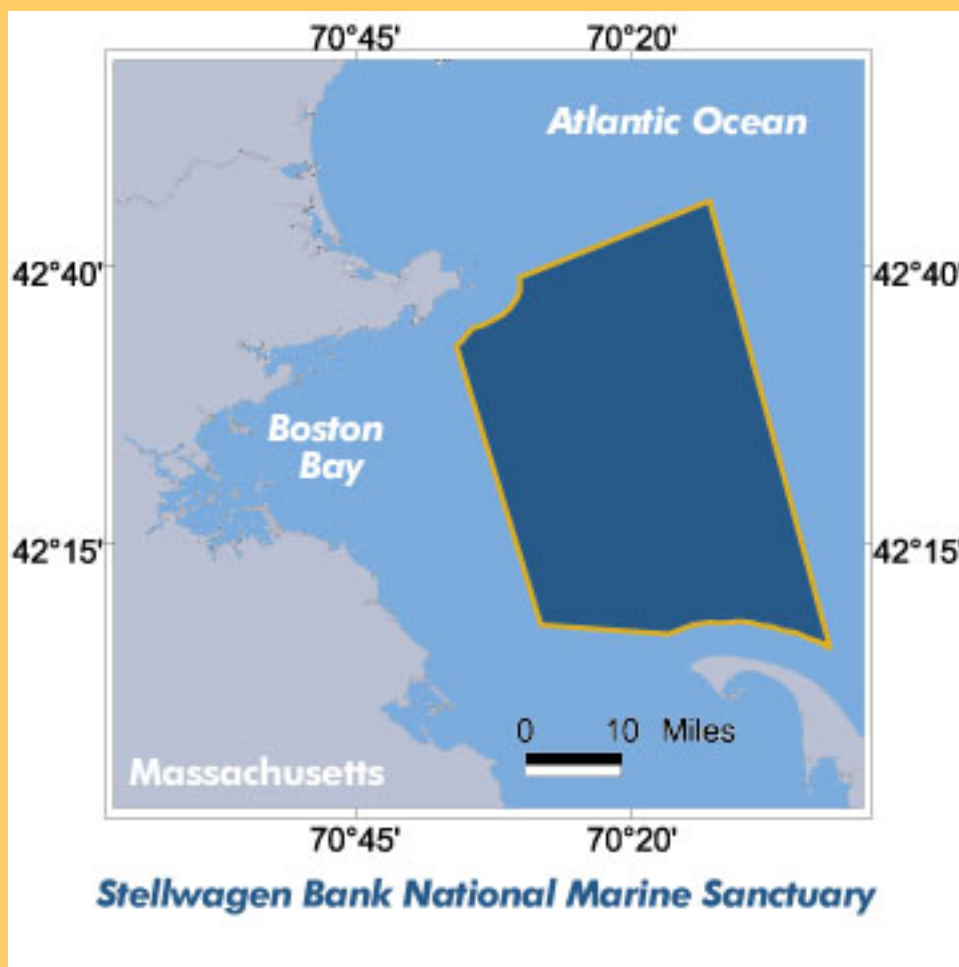 70°45' 70°20'
Atlantic Ocean
42°40' 42°40'
Boston
Bay
42°15' 42°15'
0 10 Miles
Massachusetts
70°45' 70°20'
Stellwagen Bank National Marine Sanctuary